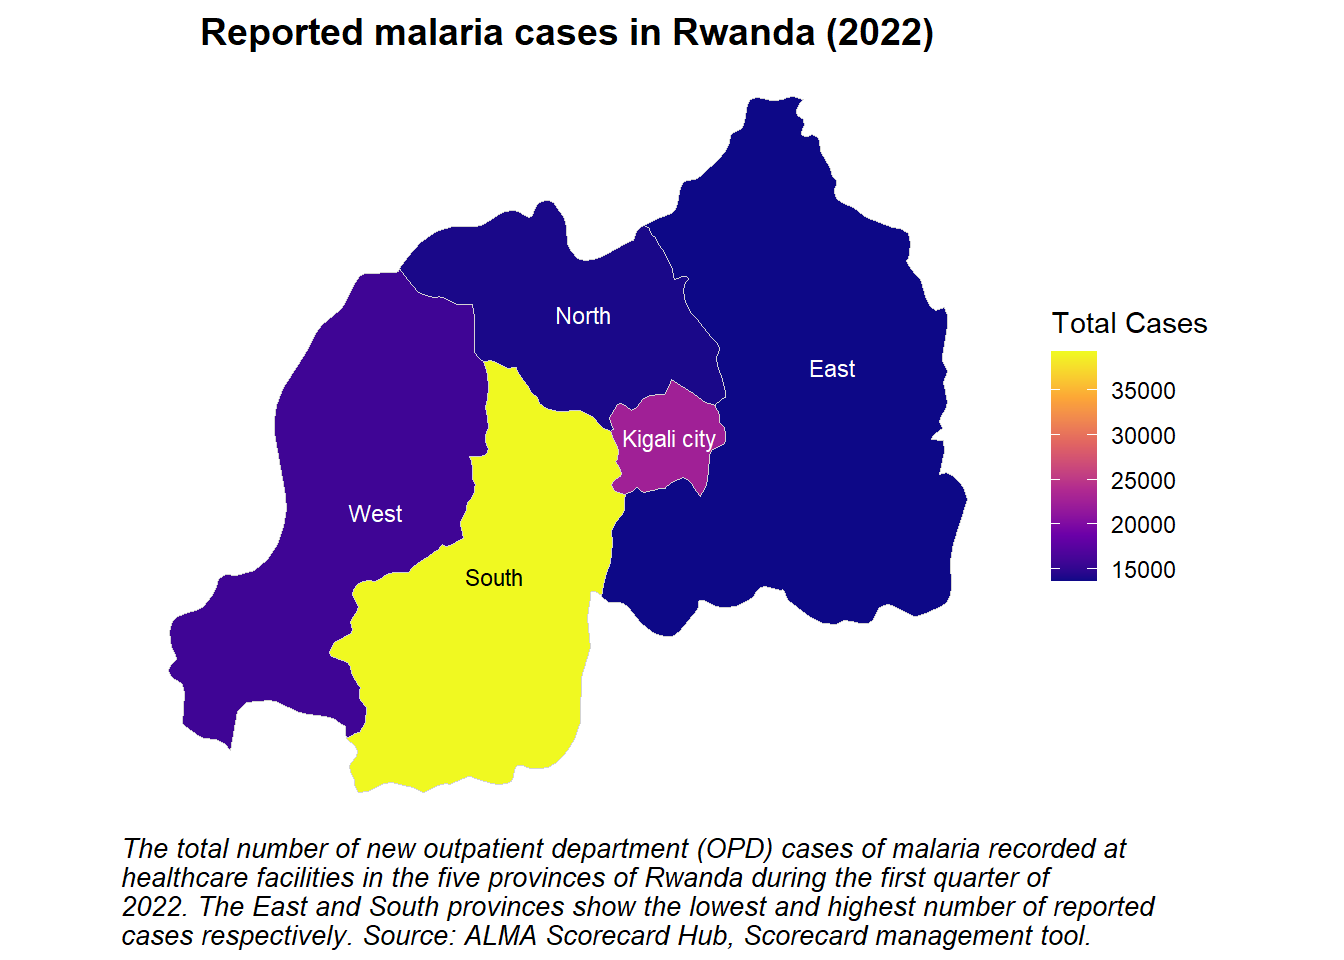 Reported malaria cases in Rwanda (2022)
North
East
Kigali city
West
South
Total Cases
35000
30000
25000
20000
15000
The total number of new outpatient department (OPD) cases of malaria recorded at
healthcare facilities in the five provinces of Rwanda during the first quarter of
2022. The East and South provinces show the lowest and highest number of reported
cases respectively. Source: ALMA Scorecard Hub, Scorecard management tool.